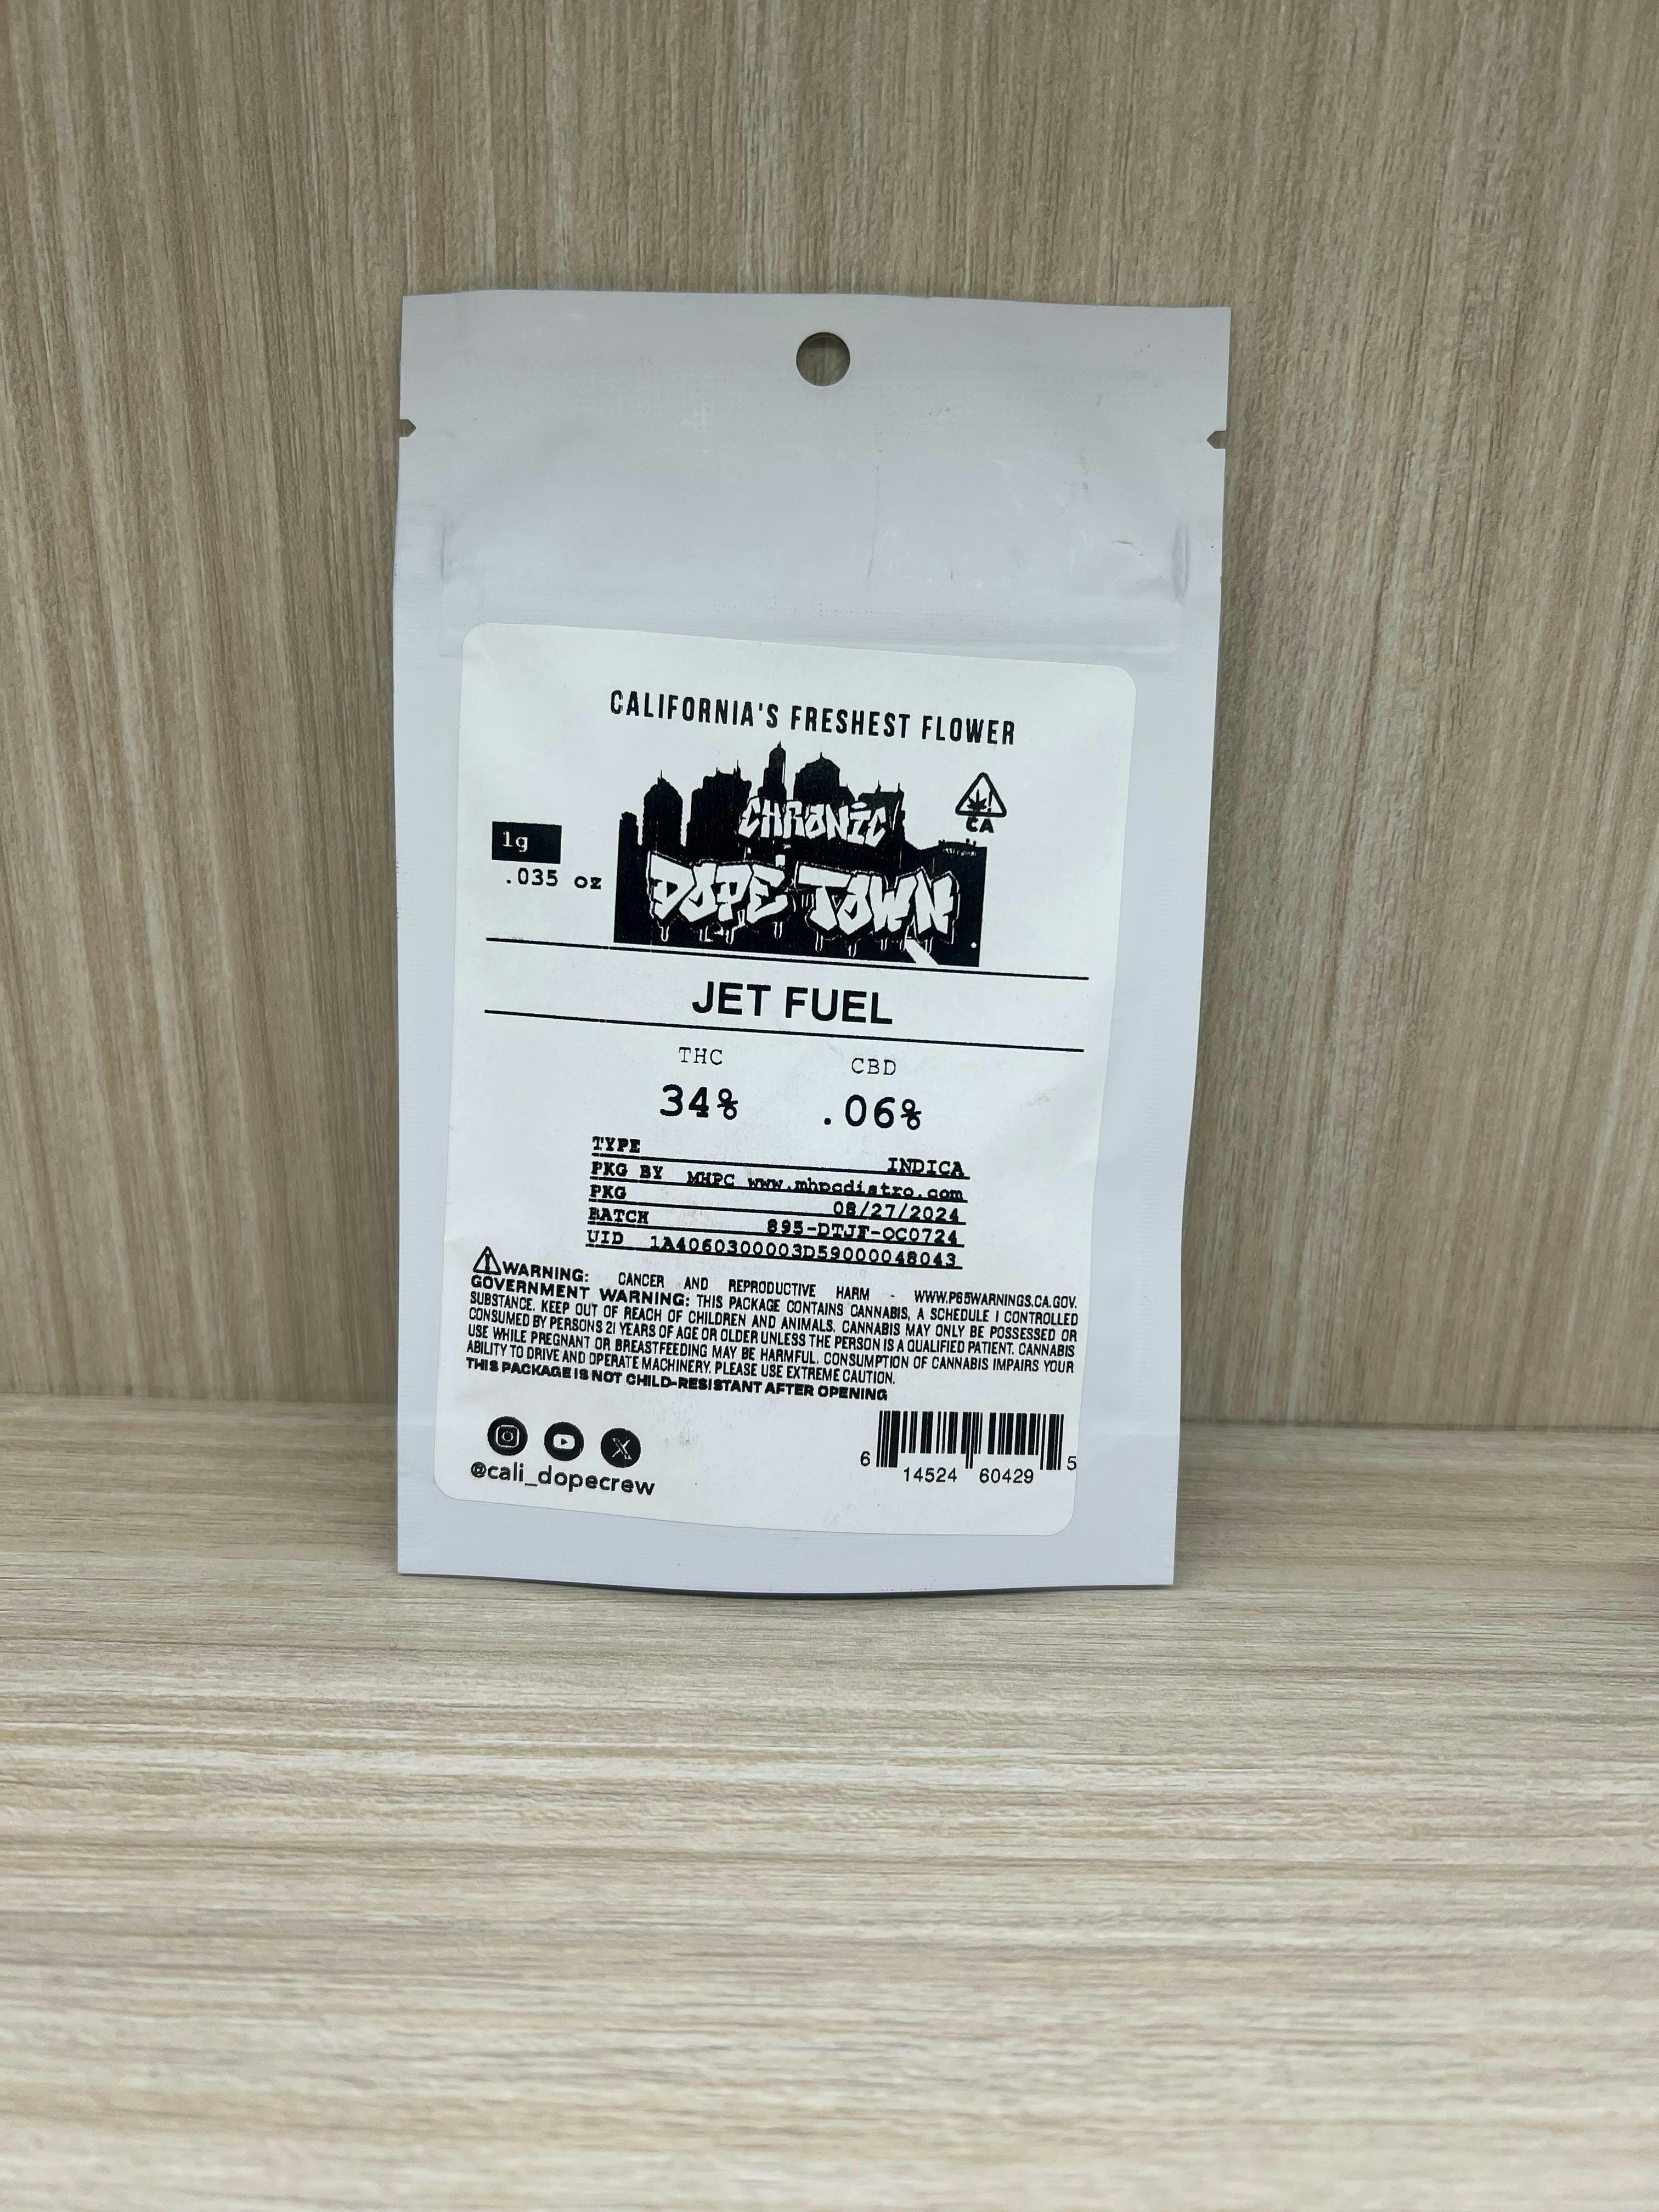 CALIFORNIA'S FRESHEST FLOWER
CHRONIC
CA
1g
.035 oz
DOPE TOWN
JET FUEL
THC CBD
34% .06%
TYPE INDICA
PKG BY MHPC www.mhpcdistro.com
PKG 08/27/2024
BATCH 895-DTJF-OC0724
UID 1A4060300003D59000048043
WARNING: CANCER AND REPRODUCTIVE HARM - WWW.P65WARNINGS.CA.GOV.
GOVERNMENT WARNING: THIS PACKAGE CONTAINS CANNABIS, A SCHEDULE I CONTROLLED
SUBSTANCE. KEEP OUT OF REACH OF CHILDREN AND ANIMALS. CANNABIS MAY ONLY BE POSSESSED OR
CONSUMED BY PERSONS 21 YEARS OF AGE OR OLDER UNLESS THE PERSON IS A QUALIFIED PATIENT. CANNABIS
USE WHILE PREGNANT OR BREASTFEEDING MAY BE HARMFUL. CONSUMPTION OF CANNABIS IMPAIRS YOUR
ABILITY TO DRIVE AND OPERATE MACHINERY. PLEASE USE EXTREME CAUTION.
THIS PACKAGE IS NOT CHILD-RESISTANT AFTER OPENING
@cali_dopecrew
6 14524 60429 5